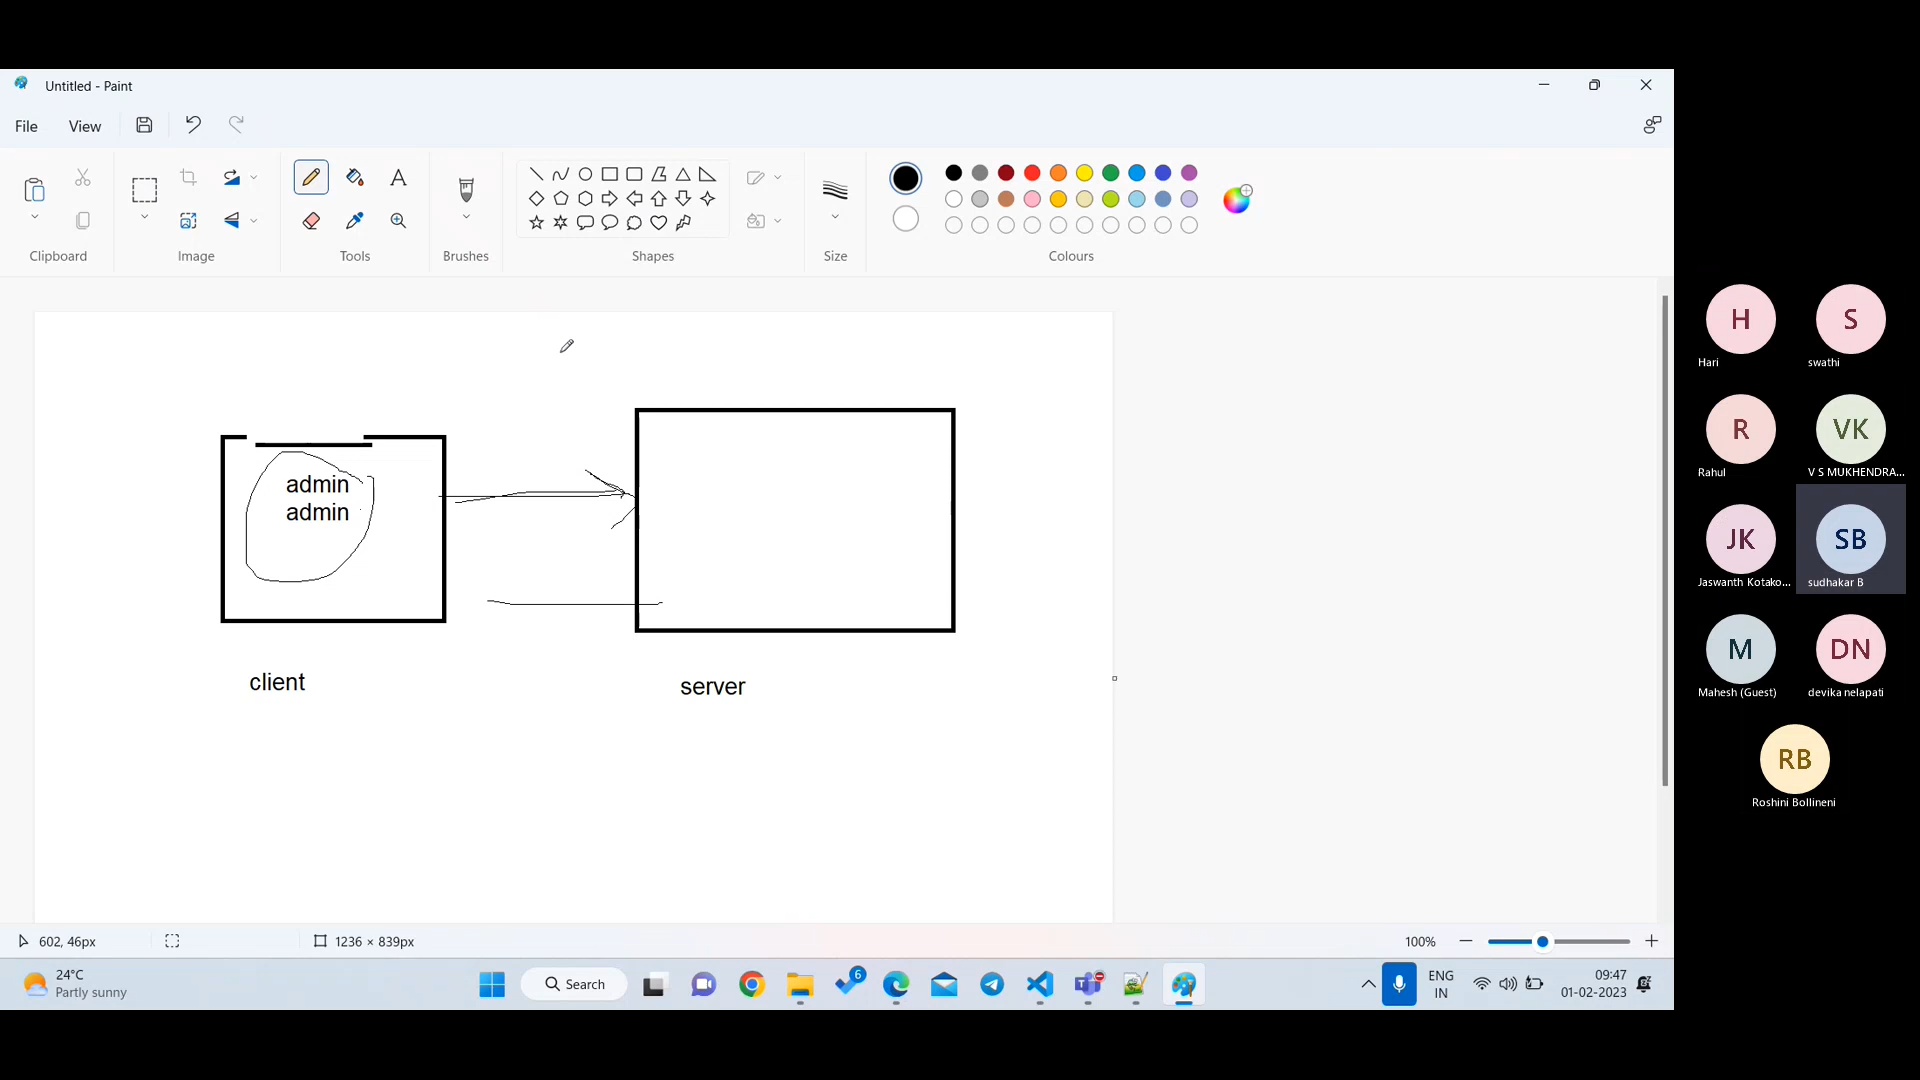 Untitled - Paint
File
View
Clipboard
Image
Tools
Brushes
Shapes
Size
Colours
admin
admin
client
server
602, 46px
1236 × 839px
100%
24°C
Partly sunny
Search
6
ENG
IN
09:47
01-02-2023
H
Hari
S
swathi
R
Rahul
VK
V S MUKHENDRA...
JK
Jaswanth Kotako...
SB
sudhakar B
M
Mahesh (Guest)
DN
devika nelapati
RB
Roshini Bollineni